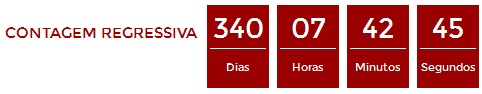 CONTAGEM REGRESSIVA
340 07 42 45
Dias Horas Minutos Segundos